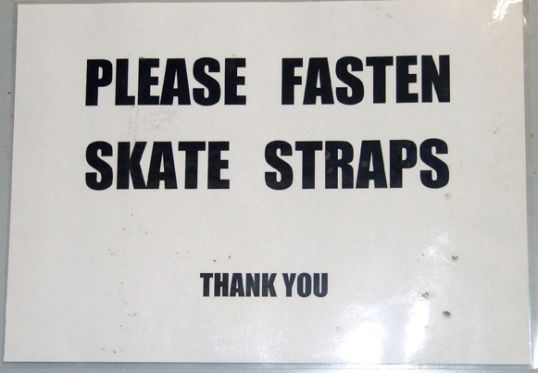 PLEASE FASTEN
SKATE STRAPS
THANK YOU